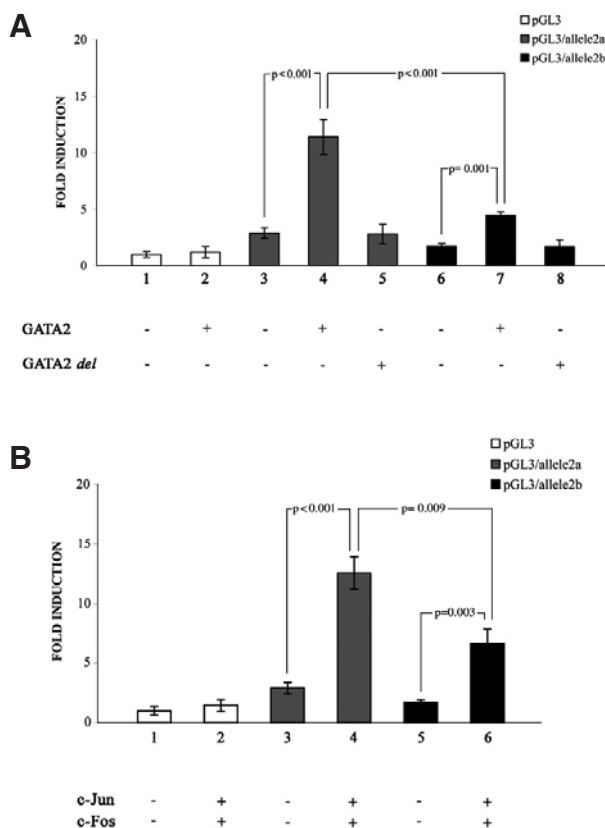 A
pGL3
pGL3/allele2a
pGL3/allele2b
FOLD INDUCTION
20
15
10
5
0
p<0.001
p<0.001
p= 0.001
1 2 3 4 5 6 7 8
GATA2 - + - + - - + -
GATA2 del - - - - + - - +
B
pGL3
pGL3/allele2a
pGL3/allele2b
FOLD INDUCTION
20
15
10
5
0
p<0.001
p= 0.009
p=0.003
1 2 3 4 5 6
c-Jun - + - + - +
c-Fos - + - + - +